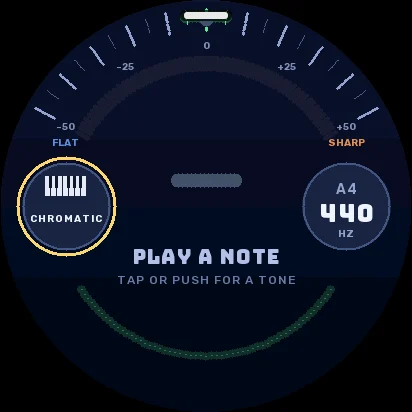 0
-25
+25
-50
+50
FLAT
SHARP
CHROMATIC
A4
440
HZ
PLAY A NOTE
TAP OR PUSH FOR A TONE